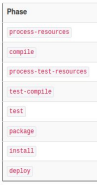 Phase
process-resources
compile
process-test-resources
test-compile
test
package
install
deploy